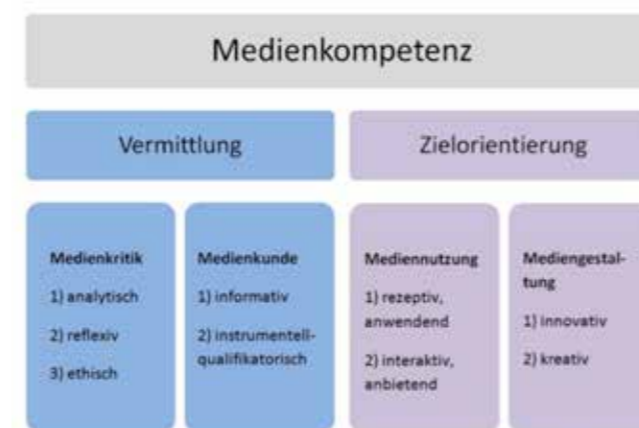 Medienkompetenz
Vermittlung
Zielorientierung
Medienkritik
1) analytisch
2) reflexiv
3) ethisch
Medienkunde
1) informativ
2) instrumentell-
qualifikatorisch
Mediennutzung
1) rezeptiv,
anwendend
2) interaktiv,
anbietend
Mediengestal-
tung
1) innovativ
2) kreativ